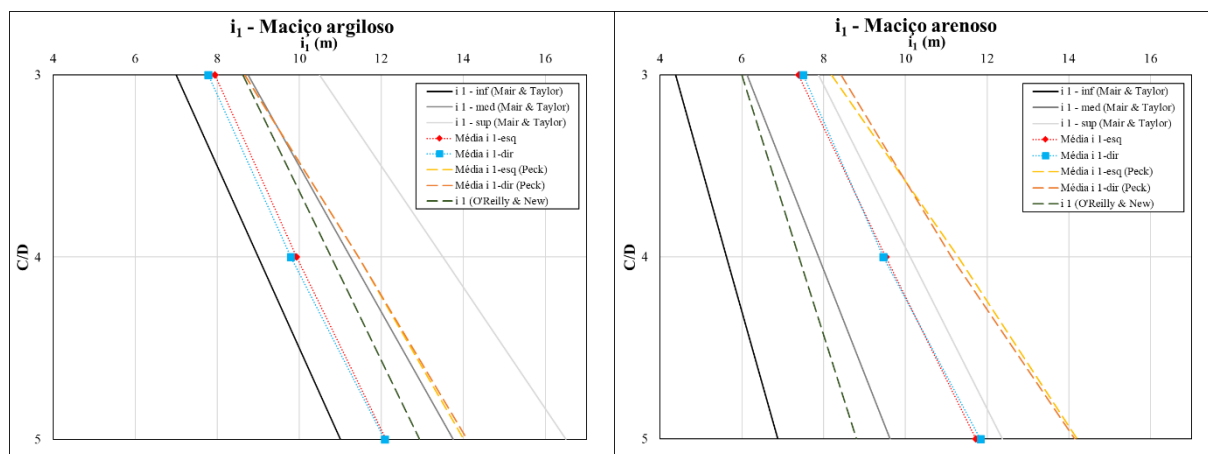 i₁ - Maciço argiloso
i₁ (m)
4 6 8 10 12 14 16
3
i 1 - inf (Mair & Taylor)
i 1 - med (Mair & Taylor)
i 1 - sup (Mair & Taylor)
Média i 1-esq
Média i 1-dir
Média i 1-esq (Peck)
Média i 1-dir (Peck)
i 1 (O'Reilly & New)
C/D
4
5
i₁ - Maciço arenoso
i₁ (m)
4 6 8 10 12 14 16
3
i 1 - inf (Mair & Taylor)
i 1 - med (Mair & Taylor)
i 1 - sup (Mair & Taylor)
Média i 1-esq
Média i 1-dir
Média i 1-esq (Peck)
Média i 1-dir (Peck)
i 1 (O'Reilly & New)
C/D
4
5